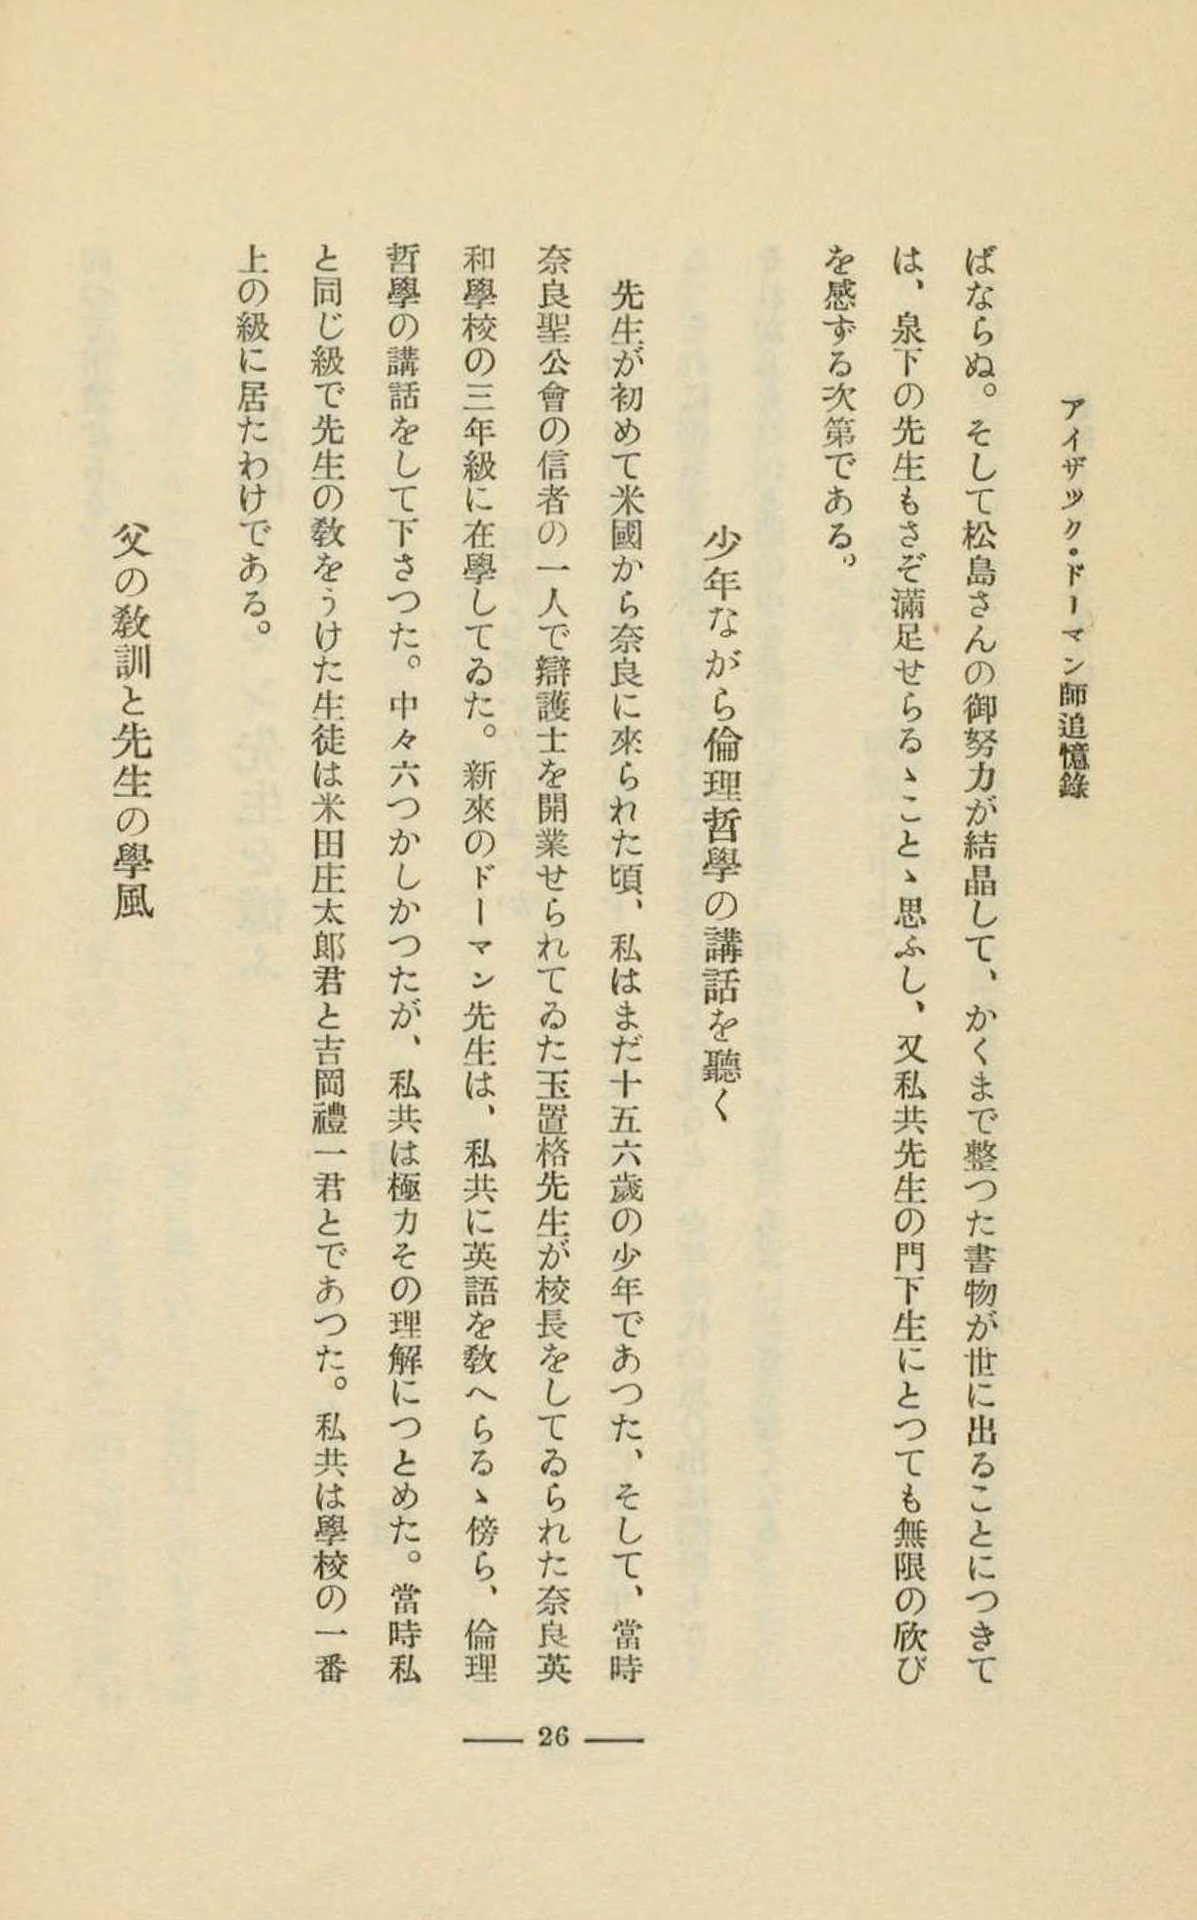 アイザック・ドーマン師追憶錄
ばならぬ。そして松島さんの御努力が結晶して、かくまで整つた書物が世に出ることにつきて
は、泉下の先生もさぞ滿足せらるゝことゝ思ふし、又私共先生の門下生にとつても無限の欣び
を感ずる次第である。
少年ながら倫理哲學の講話を聽く
先生が初めて米國から奈良に來られた頃、私はまだ十五六歲の少年であつた、そして、當時
奈良聖公會の信者の一人で辯護士を開業せられてゐた玉置格先生が校長をしてゐられた奈良英
和學校の三年級に在學してゐた。新來のドーマン先生は、私共に英語を敎へらるゝ傍ら、倫理
哲學の講話をして下さつた。中々六つかしかつたが、私共は極力その理解につとめた。當時私
と同じ級で先生の敎をうけた生徒は米田庄太郞君と吉岡禮一君とであつた。私共は學校の一番
上の級に居たわけである。
父の敎訓と先生の學風
26